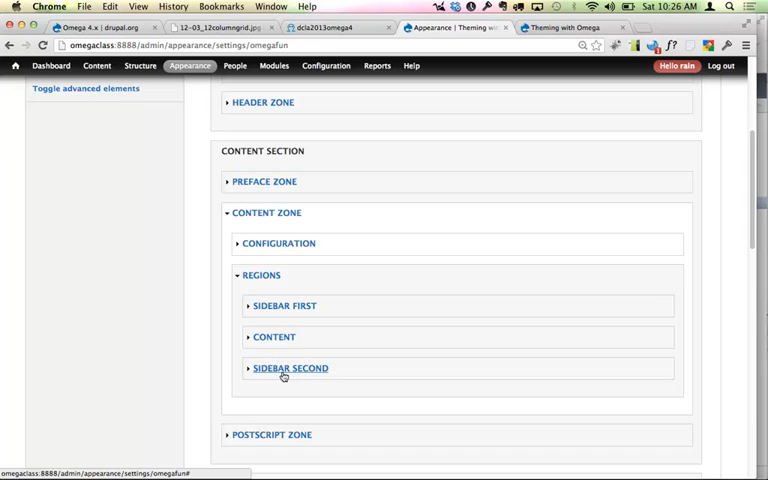 Chrome File Edit View History Bookmarks Window Help Sat 10:26 AM
Omega 4.x | drupal.org 12-03_12columngrid.jpg dcla2013omega4 Appearance | Theming with Theming with Omega
omegaclass:8888/admin/appearance/settings/omegafun
Dashboard Content Structure Appearance People Modules Configuration Reports Help Hello rain Log out
Toggle advanced elements
HEADER ZONE
CONTENT SECTION
PREFACE ZONE
CONTENT ZONE
CONFIGURATION
REGIONS
SIDEBAR FIRST
CONTENT
SIDEBAR SECOND
POSTSCRIPT ZONE
omegaclass:8888/admin/appearance/settings/omegafun#